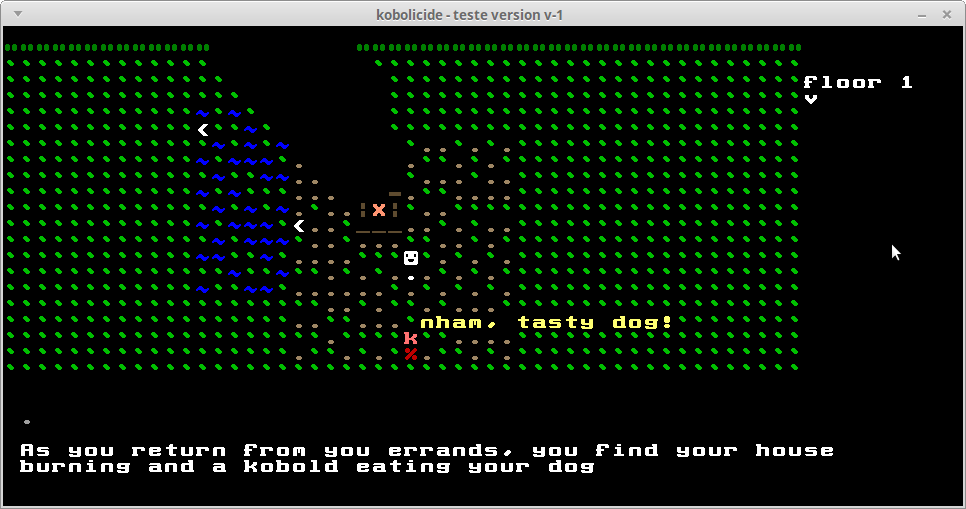 kobolicide - teste version v-1
floor 1
nham, tasty dog!
k
As you return from you errands, you find your house
burning and a kobold eating your dog